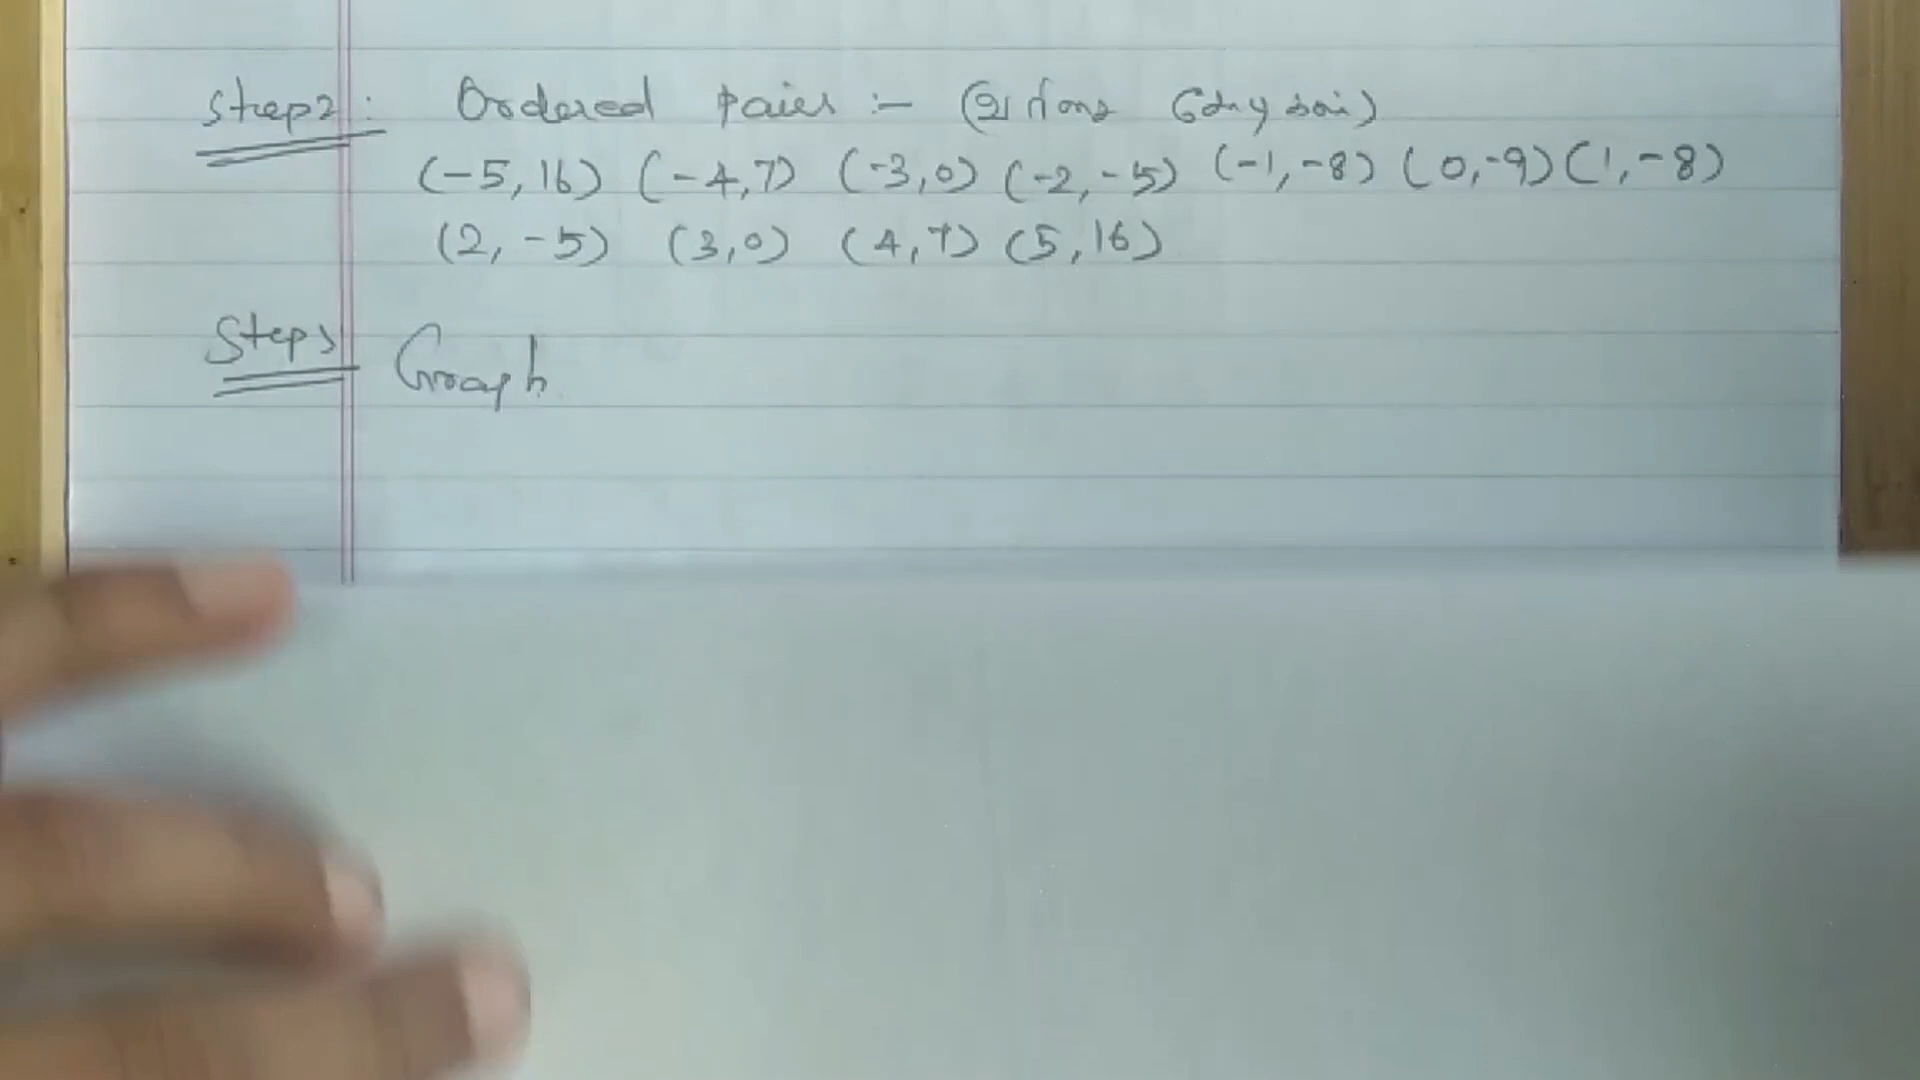 Step2: Ordered pairs :-
(-5,16) (-4,7) (-3,0) (-2,-5) (-1,-8) (0,-9) (1,-8)
(2,-5) (3,0) (4,7) (5,16)
Step3 Graph